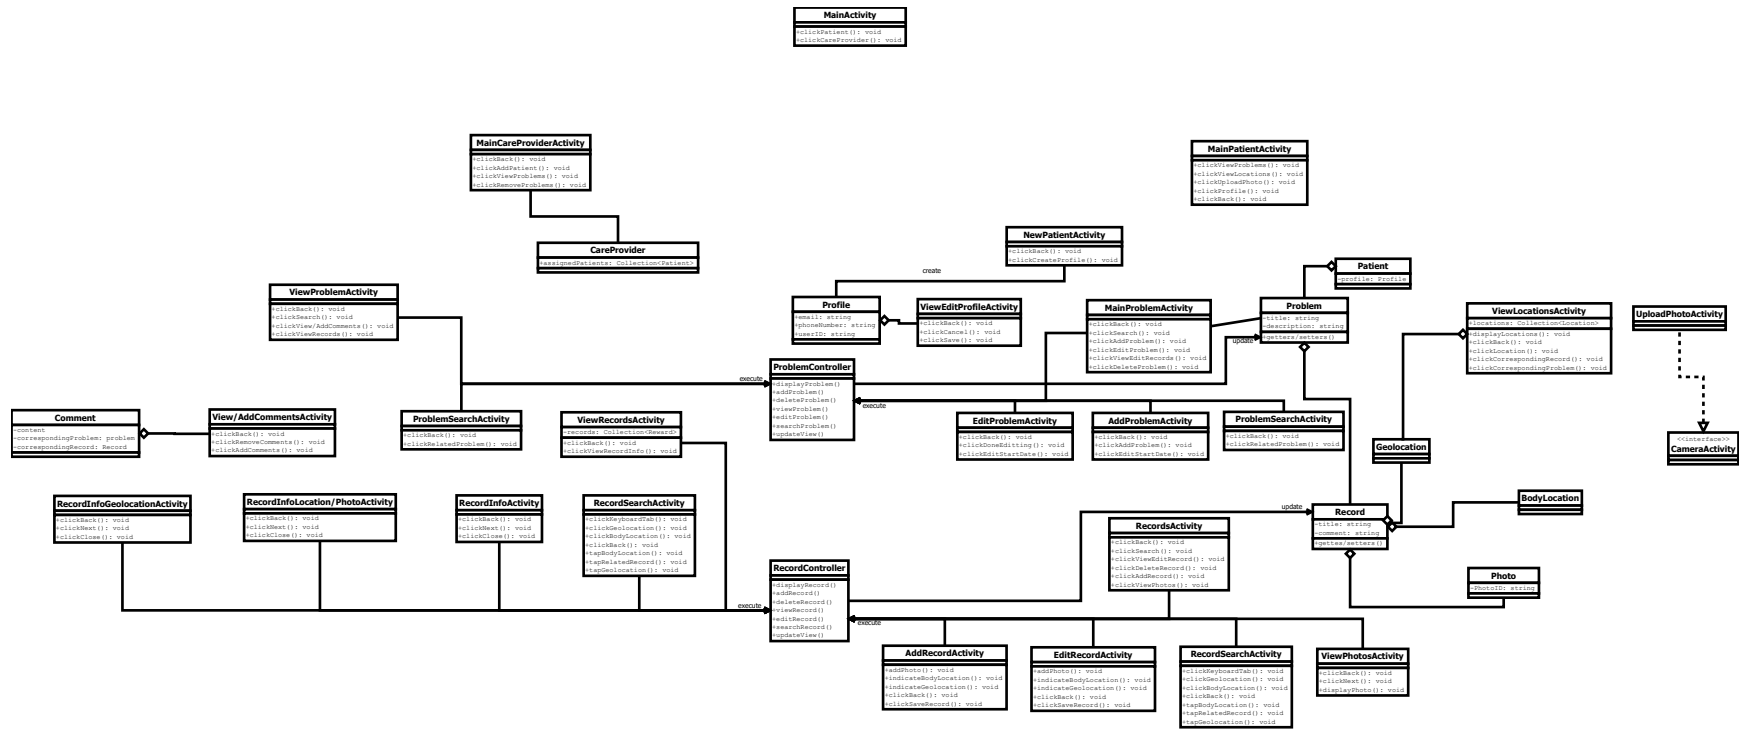 MainActivity
+clickPatient(): void
+clickCareProvider(): void
MainCareProviderActivity
+clickBack(): void
+clickAddPatient(): void
+clickViewProblems(): void
+clickRemoveProblems(): void
MainPatientActivity
+clickViewProblems(): void
+clickViewLocations(): void
+clickUploadPhoto(): void
+clickProfile(): void
+clickBack(): void
CareProvider
+assignedPatients: Collection<Patient>
NewPatientActivity
+clickBack(): void
+clickCreateProfile(): void
create
Patient
-profile: Profile
ViewProblemActivity
+clickBack(): void
+clickSearch(): void
+clickView/AddComments(): void
+clickViewRecords(): void
Profile
+email: string
+phoneNumber: string
+userID: string
ViewEditProfileActivity
+clickBack(): void
+clickCancel(): void
+clickSave(): void
MainProblemActivity
+clickBack(): void
+clickSearch(): void
+clickAddProblem(): void
+clickEditProblem(): void
+clickViewEditRecords(): void
+clickDeleteProblem(): void
Problem
-title: string
-description: string
+getters/setters()
update
ViewLocationsActivity
+locations: Collection<Location>
+displayLocations(): void
+clickBack(): void
+clickLocation(): void
+clickCorrespondingRecord(): void
+clickCorrespondingProblem(): void
UploadPhotoActivity
ProblemController
+displayProblem()
+addProblem()
+deleteProblem()
+viewProblem()
+editProblem()
+searchProblem()
+updateView()
execute
execute
Comment
-content
-correspondingProblem: problem
-correspondingRecord: Record
View/AddCommentsActivity
+clickBack(): void
+clickRemoveComments(): void
+clickAddComments(): void
ProblemSearchActivity
+clickBack(): void
+clickRelatedProblem(): void
ViewRecordsActivity
-records: Collection<Reward>
+clickBack(): void
+clickViewRecordInfo(): void
EditProblemActivity
+clickBack(): void
+clickDoneEditting(): void
+clickEditStartDate(): void
AddProblemActivity
+clickBack(): void
+clickAddProblem(): void
+clickEditStartDate(): void
ProblemSearchActivity
+clickBack(): void
+clickRelatedProblem(): void
Geolocation
<<interface>>
CameraActivity
RecordInfoGeolocationActivity
+clickBack(): void
+clickNext(): void
+clickClose(): void
RecordInfoLocation/PhotoActivity
+clickBack(): void
+clickNext(): void
+clickClose(): void
RecordInfoActivity
+clickBack(): void
+clickNext(): void
+clickClose(): void
RecordSearchActivity
+clickKeyboardTab(): void
+clickGeolocation(): void
+clickBodyLocation(): void
+clickBack(): void
+tapBodyLocation(): void
+tapRelatedRecord(): void
+tapGeolocation(): void
BodyLocation
update
Record
-title: string
-comment: string
+gettes/setters()
RecordsActivity
+clickBack(): void
+clickSearch(): void
+clickViewEditRecord(): void
+clickDeleteRecord(): void
+clickAddRecord(): void
+clickViewPhotos(): void
RecordController
+displayRecord()
+addRecord()
+deleteRecord()
+viewRecord()
+editRecord()
+searchRecord()
+updateView()
execute
execute
Photo
-PhotoID: string
AddRecordActivity
+addPhoto(): void
+indicateBodyLocation(): void
+indicateGeolocation(): void
+clickBack(): void
+clickSaveRecord(): void
EditRecordActivity
+addPhoto(): void
+indicateBodyLocation(): void
+indicateGeolocation(): void
+clickBack(): void
+clickSaveRecord(): void
RecordSearchActivity
+clickKeyboardTab(): void
+clickGeolocation(): void
+clickBodyLocation(): void
+clickBack(): void
+tapBodyLocation(): void
+tapRelatedRecord(): void
+tapGeolocation(): void
ViewPhotosActivity
+clickBack(): void
+clickNext(): void
+displayPhoto(): void